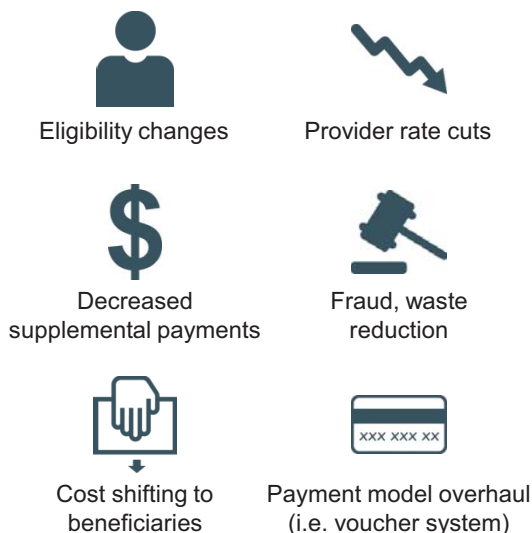 Eligibility changes
Provider rate cuts
$
Decreased
supplemental payments
Fraud, waste
reduction
xxx xxx xx
Cost shifting to
beneficiaries
Payment model overhaul
(i.e. voucher system)